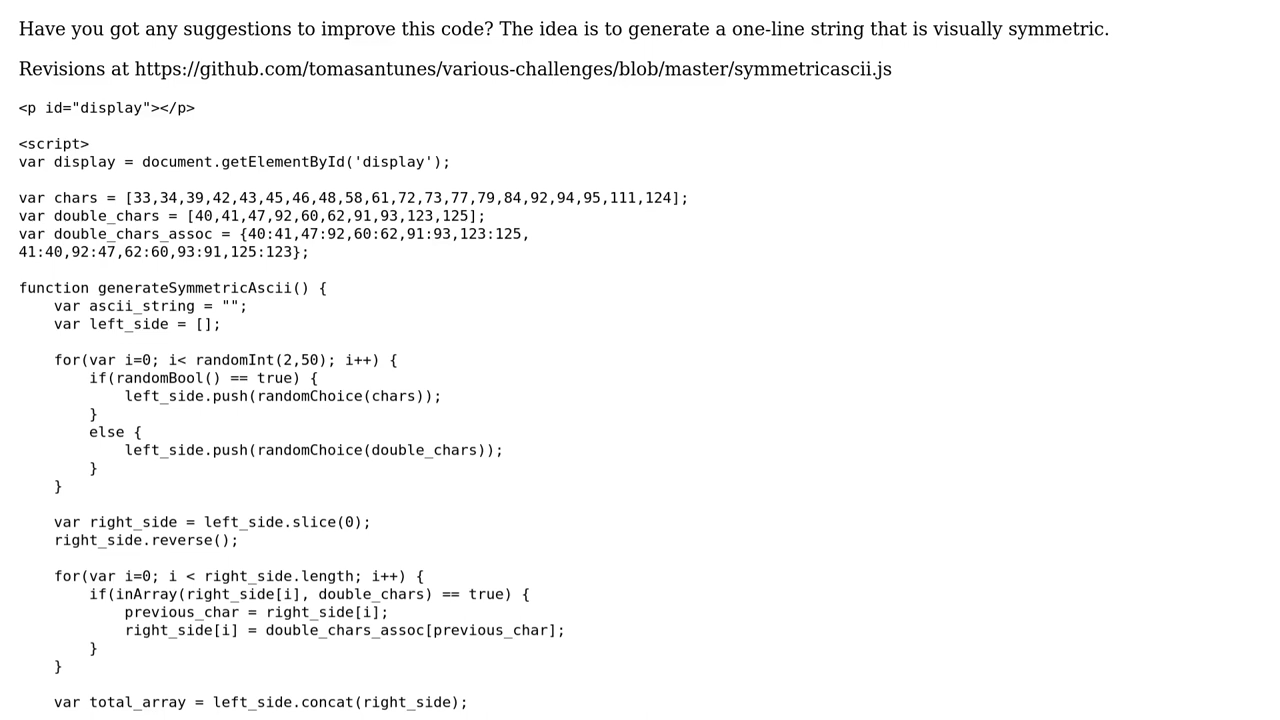 Have you got any suggestions to improve this code? The idea is to generate a one-line string that is visually symmetric.
Revisions at https://github.com/tomasantunes/various-challenges/blob/master/symmetricascii.js
<p id="display"></p>
<script>
var display = document.getElementById('display');
var chars = [33,34,39,42,43,45,46,48,58,61,72,73,77,79,84,92,94,95,111,124];
var double_chars = [40,41,47,92,60,62,91,93,123,125];
var double_chars_assoc = {40:41,47:92,60:62,91:93,123:125,
41:40,92:47,62:60,93:91,125:123};
function generateSymmetricAscii() {
    var ascii_string = "";
    var left_side = [];
    for(var i=0; i< randomInt(2,50); i++) {
        if(randomBool() == true) {
            left_side.push(randomChoice(chars));
        }
        else {
            left_side.push(randomChoice(double_chars));
        }
    }
    var right_side = left_side.slice(0);
    right_side.reverse();
    for(var i=0; i < right_side.length; i++) {
        if(inArray(right_side[i], double_chars) == true) {
            previous_char = right_side[i];
            right_side[i] = double_chars_assoc[previous_char];
        }
    }
    var total_array = left_side.concat(right_side);